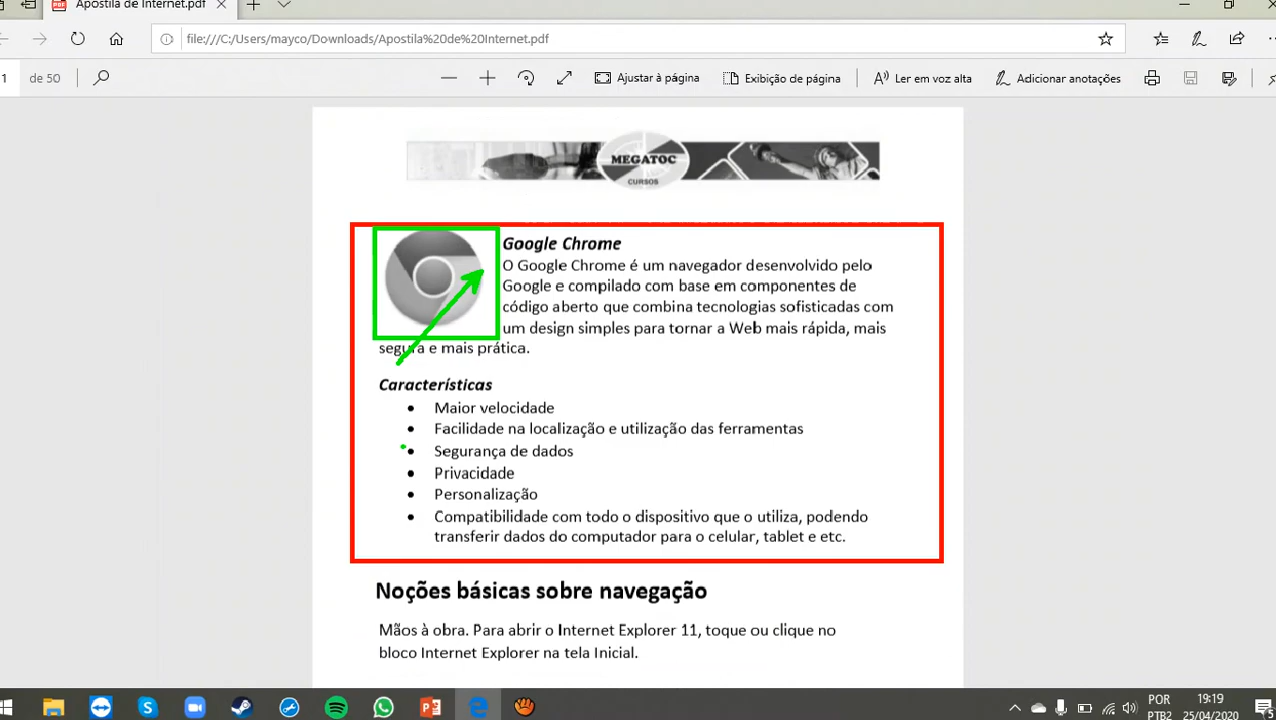 Apostila de Internet.pdf
file:///C:/Users/mayco/Downloads/Apostila%20de%20Internet.pdf
1 de 50
Ajustar à página
Exibição de página
Ler em voz alta
Adicionar anotações
MEGATOC
CURSOS
Google Chrome
O Google Chrome é um navegador desenvolvido pelo
Google e compilado com base em componentes de
código aberto que combina tecnologias sofisticadas com
um design simples para tornar a Web mais rápida, mais
segura e mais prática.
Características
• Maior velocidade
• Facilidade na localização e utilização das ferramentas
• Segurança de dados
• Privacidade
• Personalização
• Compatibilidade com todo o dispositivo que o utiliza, podendo
transferir dados do computador para o celular, tablet e etc.
Noções básicas sobre navegação
Mãos à obra. Para abrir o Internet Explorer 11, toque ou clique no
bloco Internet Explorer na tela Inicial.
POR
PTB2
19:19
25/04/2020